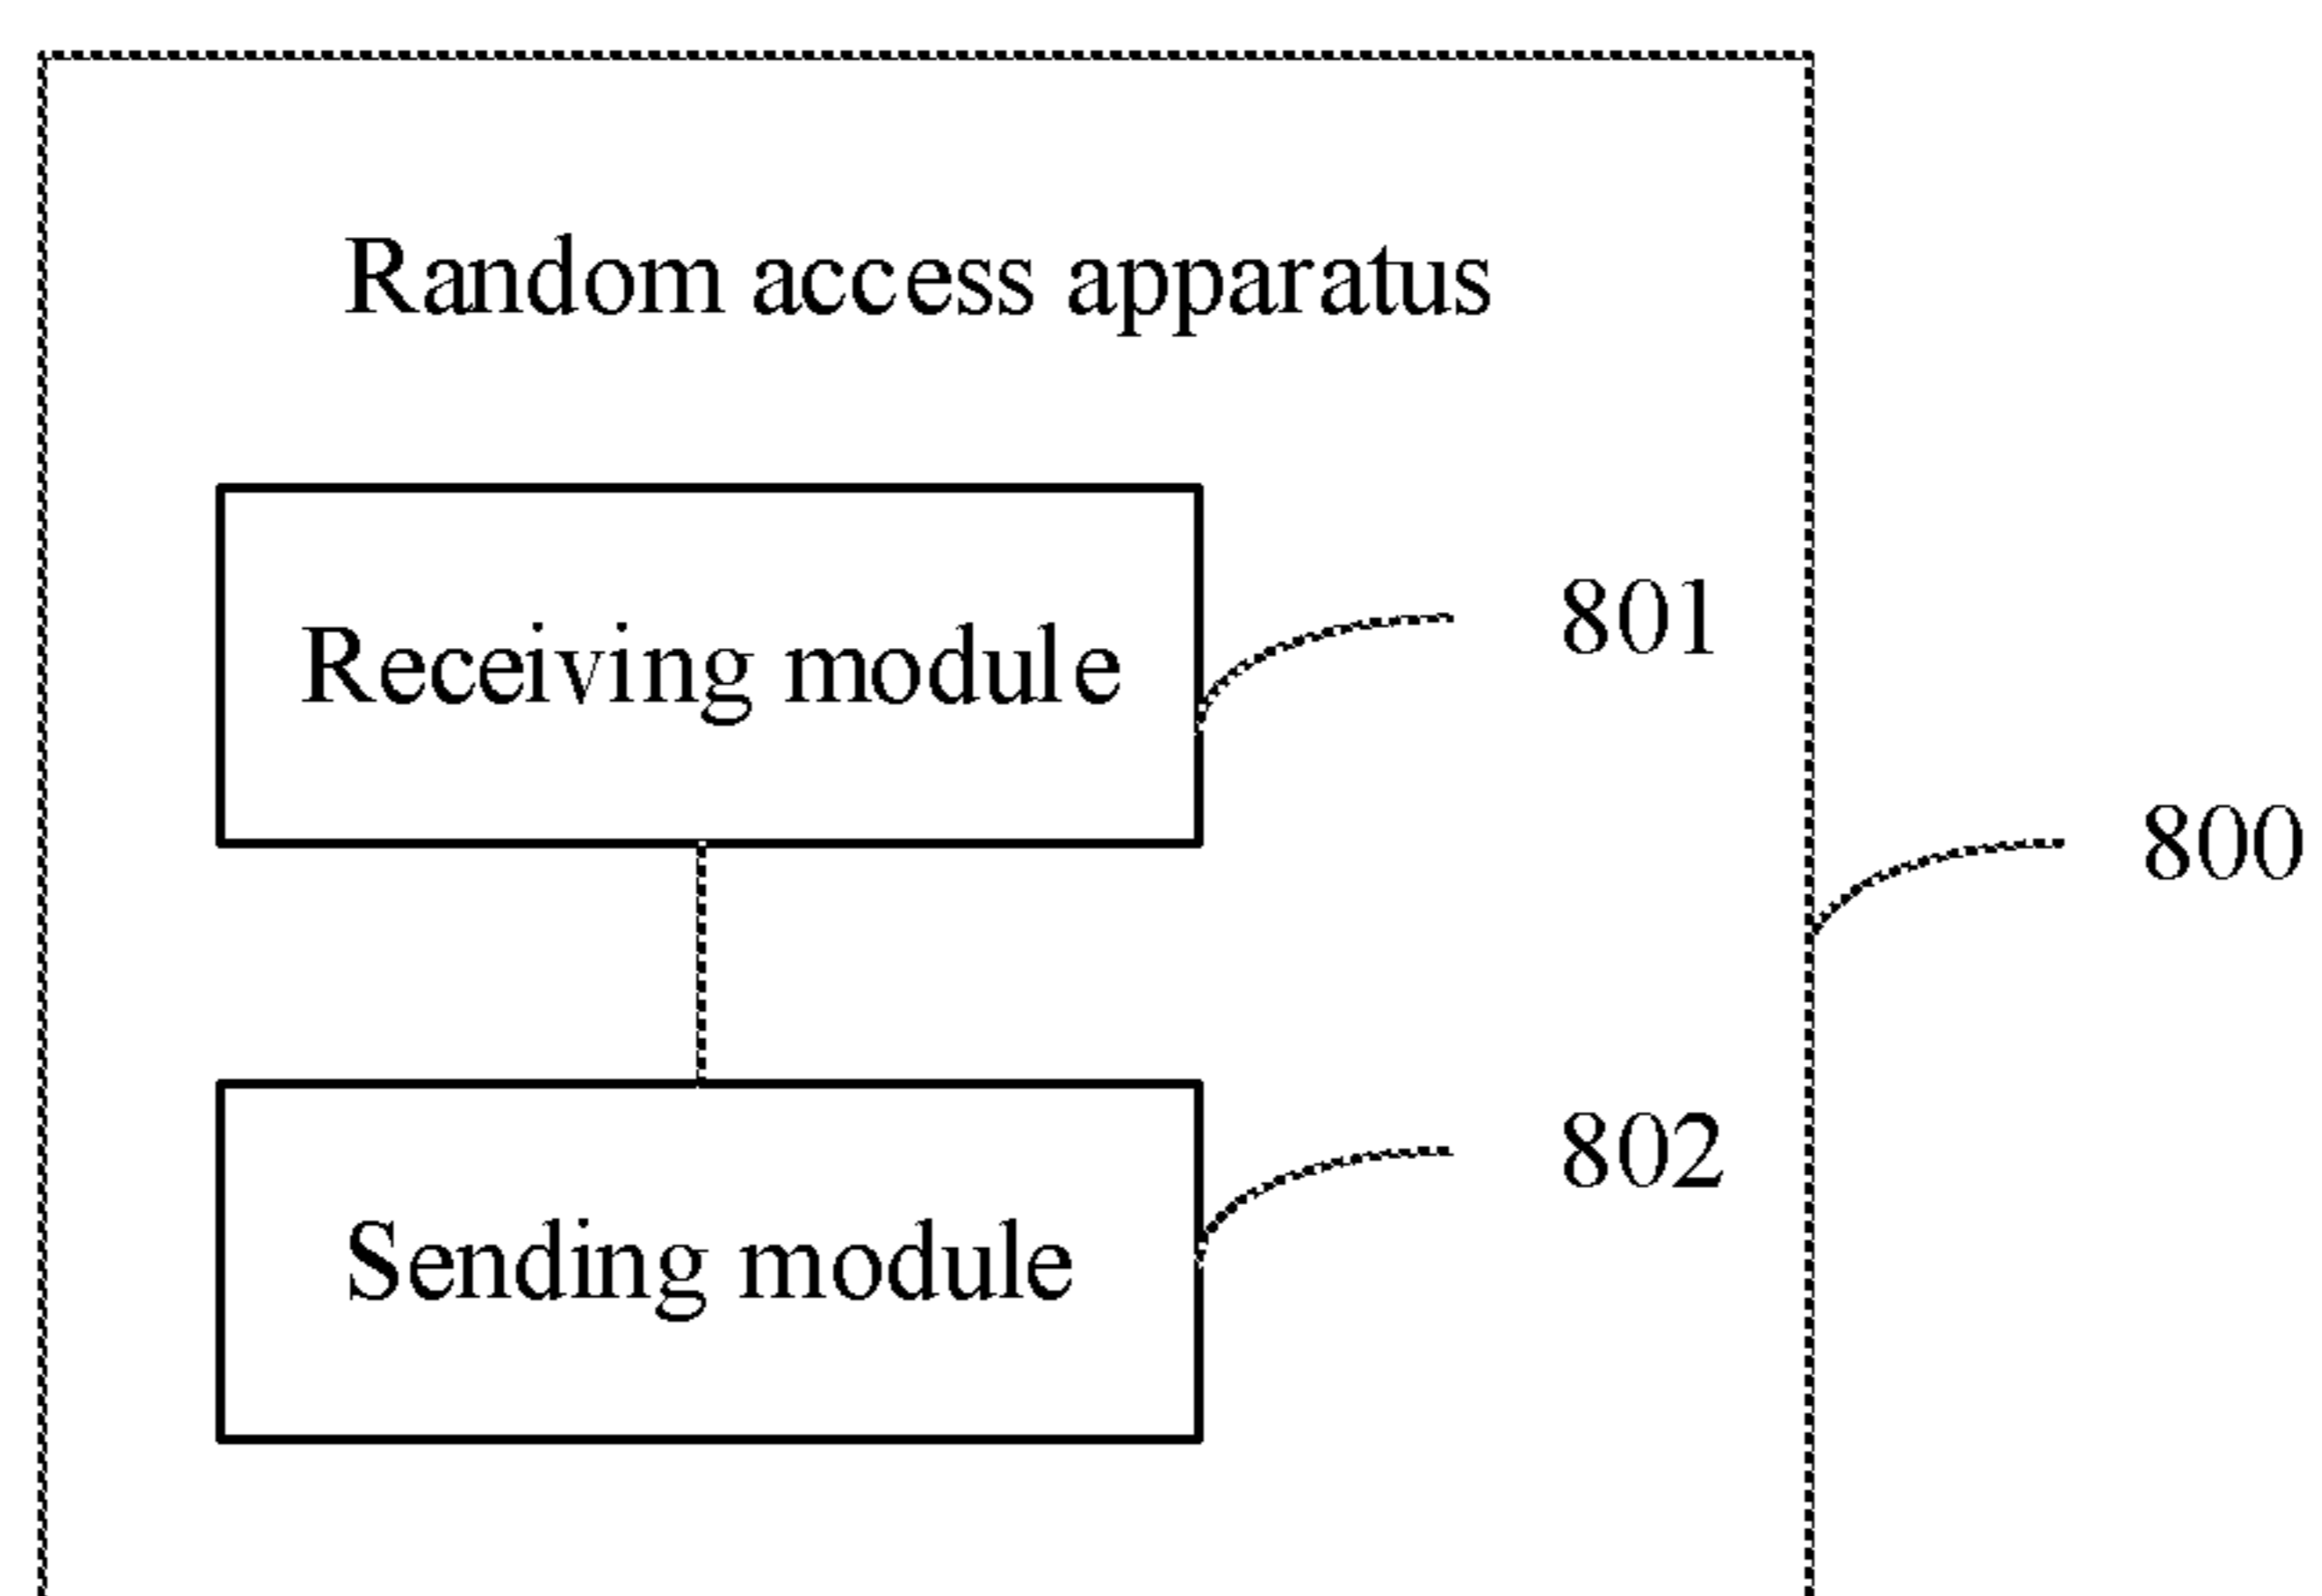 Random access apparatus
801
Receiving module
800
802
Sending module